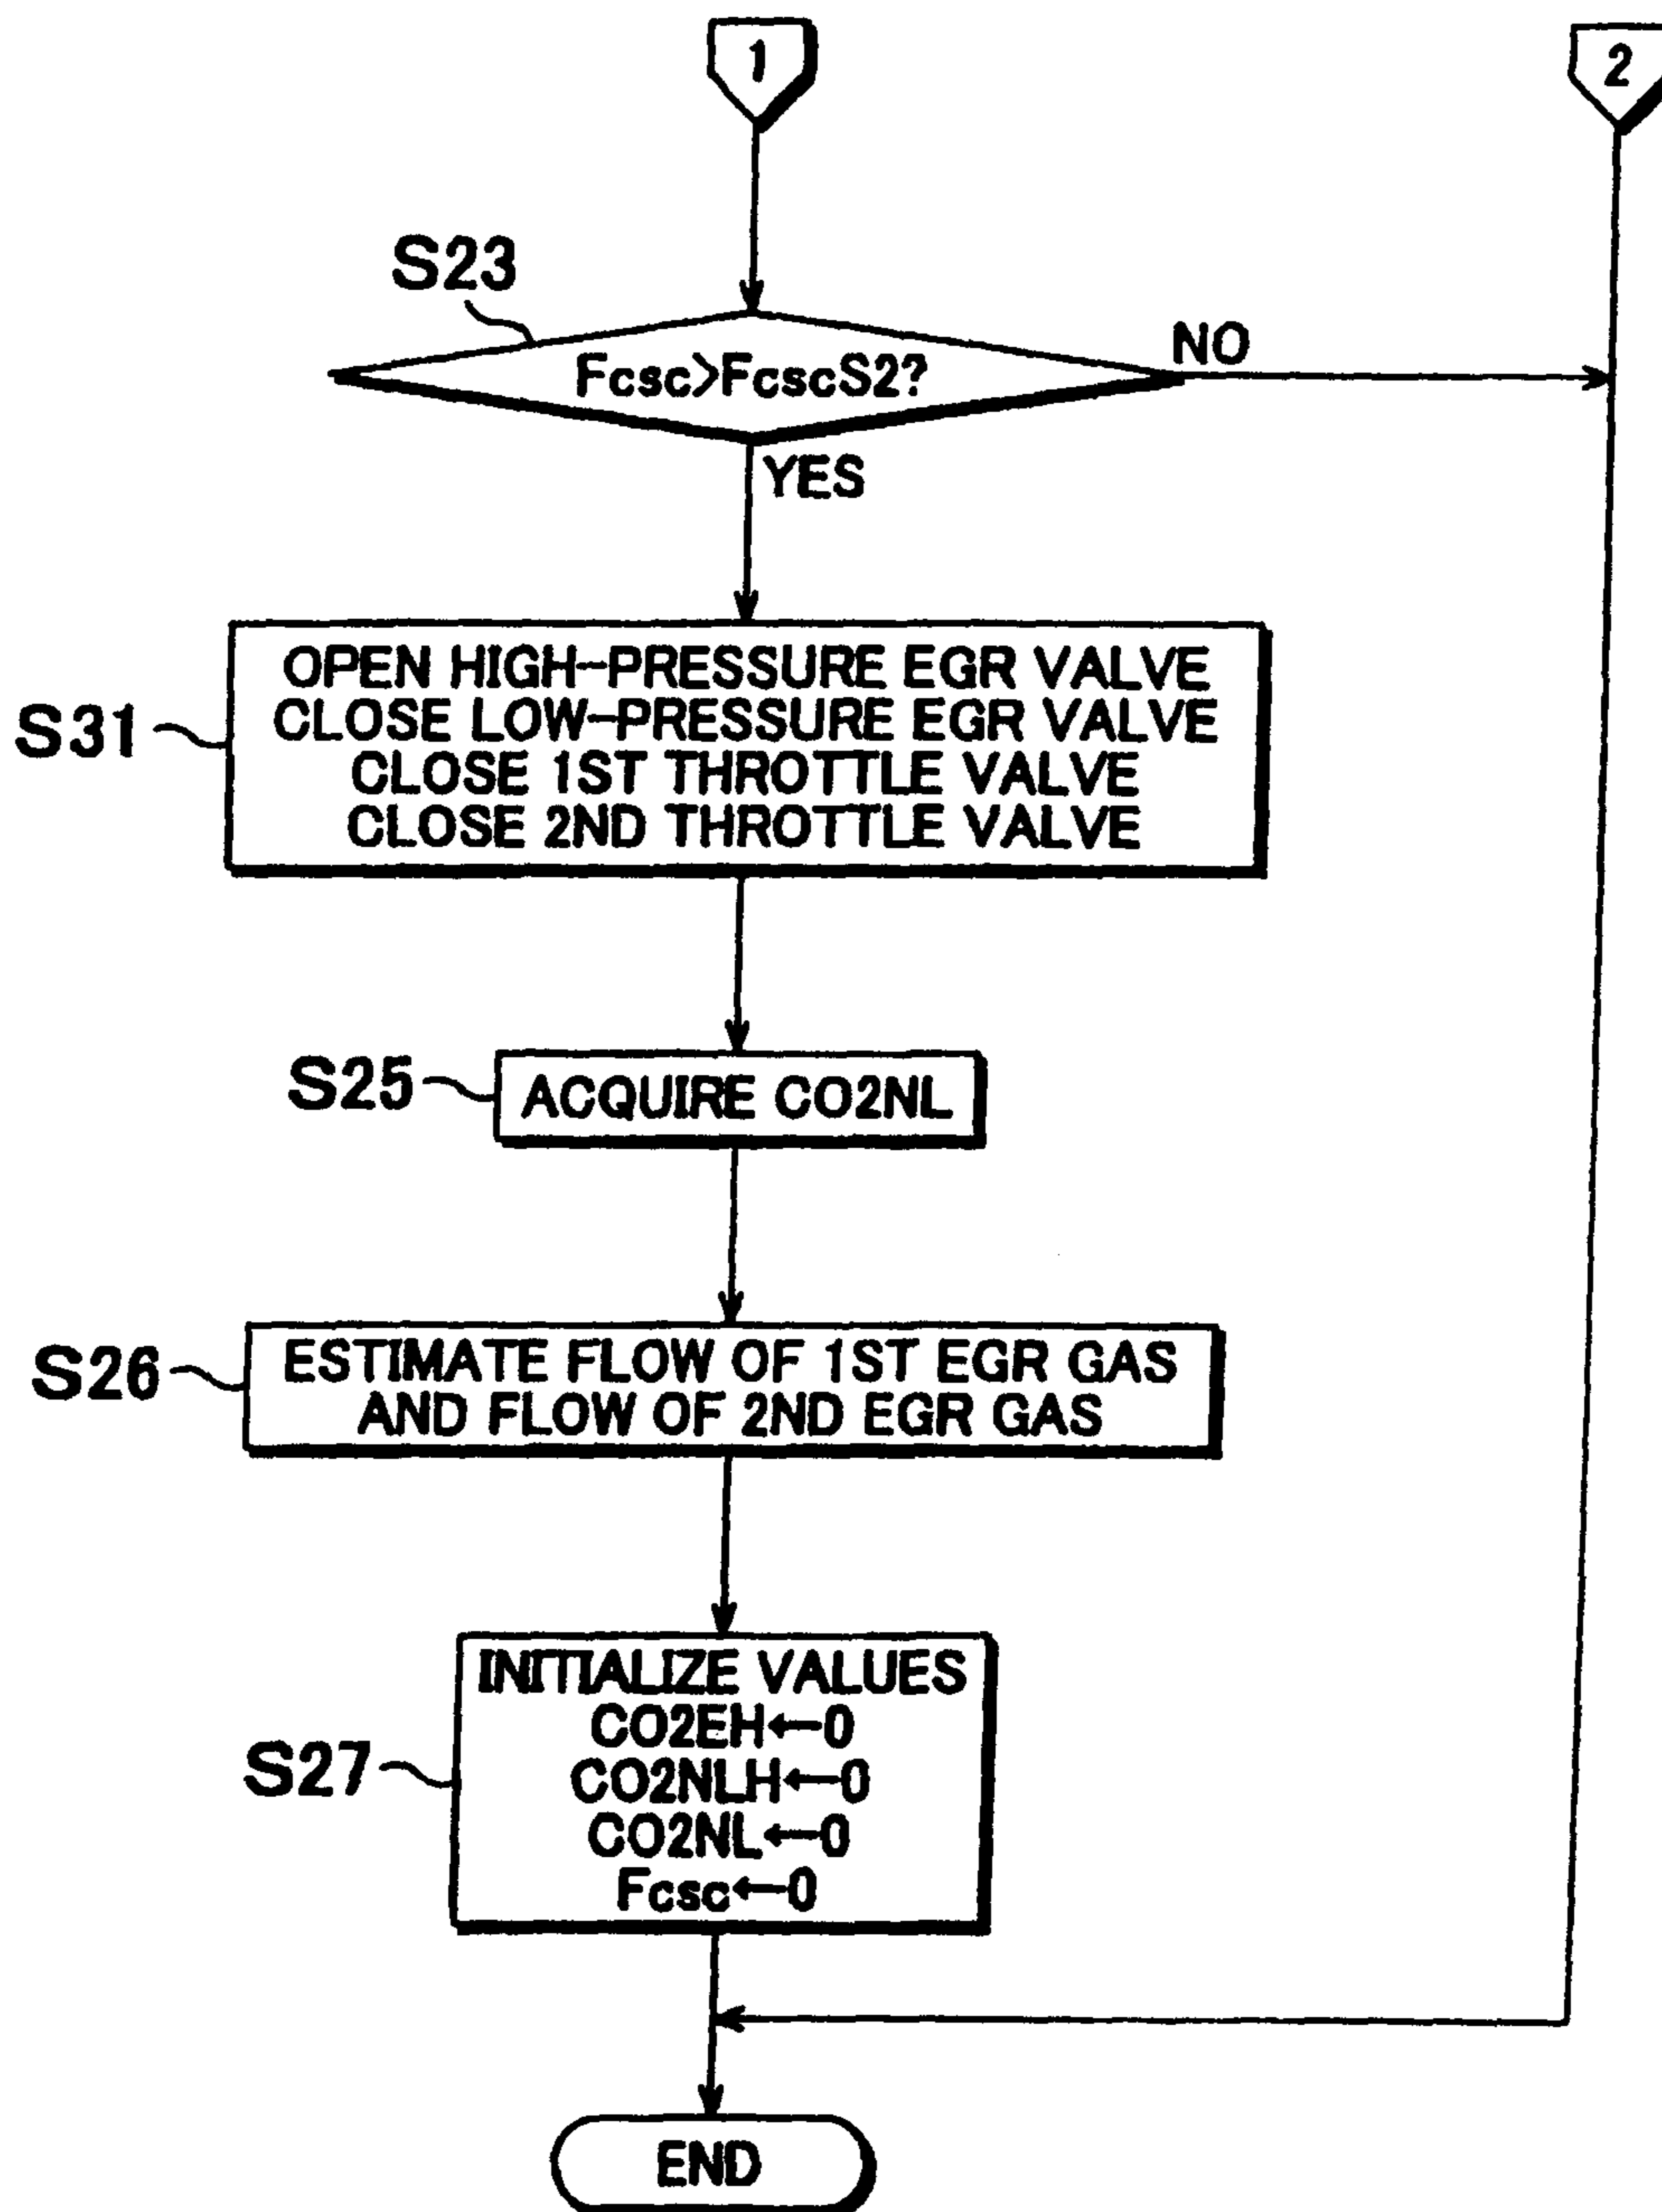 1
2
S23
Fcsc>FcscS2?
NO
YES
S31
OPEN HIGH-PRESSURE EGR VALVE
CLOSE LOW-PRESSURE EGR VALVE
CLOSE 1ST THROTTLE VALVE
CLOSE 2ND THROTTLE VALVE
S25
ACQUIRE CO2NL
S26
ESTIMATE FLOW OF 1ST EGR GAS
AND FLOW OF 2ND EGR GAS
S27
INITIALIZE VALUES
CO2EH←0
CO2NLH←0
CO2NL←0
Fcsc←0
END